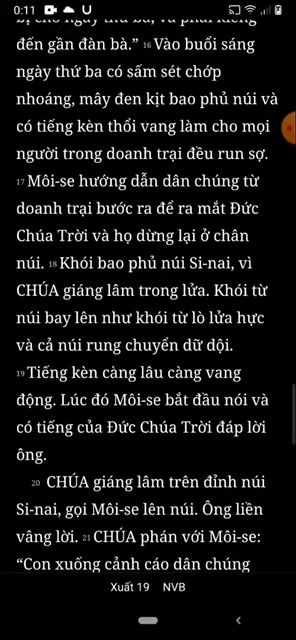 0:11
bị cho ngày thứ ba, và phải kiêng
đến gần đàn bà.” 16 Vào buổi sáng
ngày thứ ba có sấm sét chớp
nhoáng, mây đen kịt bao phủ núi và
có tiếng kèn thổi vang làm cho mọi
người trong doanh trại đều run sợ.
17 Môi-se hướng dẫn dân chúng từ
doanh trại bước ra để ra mắt Đức
Chúa Trời và họ dừng lại ở chân
núi. 18 Khói bao phủ núi Si-nai, vì
CHÚA giáng lâm trong lửa. Khói từ
núi bay lên như khói từ lò lửa hực
và cả núi rung chuyển dữ dội.
19 Tiếng kèn càng lâu càng vang
động. Lúc đó Môi-se bắt đầu nói và
có tiếng của Đức Chúa Trời đáp lời
ông.
20 CHÚA giáng lâm trên đỉnh núi
Si-nai, gọi Môi-se lên núi. Ông liền
vâng lời. 21 CHÚA phán với Môi-se:
“Con xuống cảnh cáo dân chúng
Xuất 19 NVB